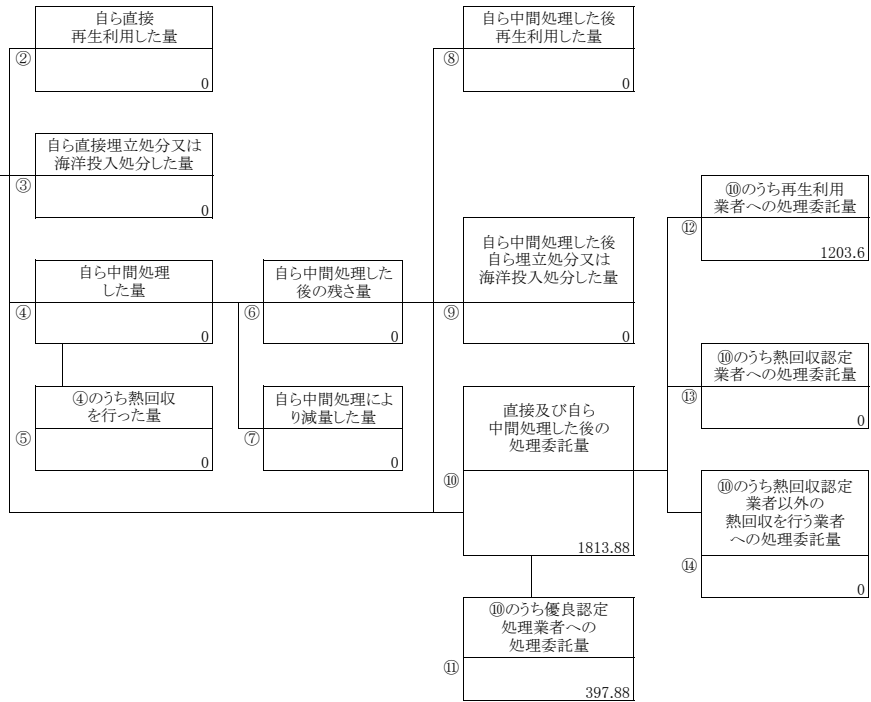 自ら直接
再生利用した量
②
0
自ら直接埋立処分又は
海洋投入処分した量
③
0
自ら中間処理
した量
④
0
④のうち熱回収
を行った量
⑤
0
自ら中間処理した
後の残さ量
⑥
0
自ら中間処理によ
り減量した量
⑦
0
自ら中間処理した後
再生利用した量
⑧
0
自ら中間処理した後
自ら埋立処分又は
海洋投入処分した量
⑨
0
直接及び自ら
中間処理した後の
処理委託量
⑩
1813.88
⑩のうち優良認定
処理業者への
処理委託量
⑪
397.88
⑩のうち再生利用
業者への処理委託量
⑫
1203.6
⑩のうち熱回収認定
業者への処理委託量
⑬
0
⑩のうち熱回収認定
業者以外の
熱回収を行う業者
への処理委託量
⑭
0